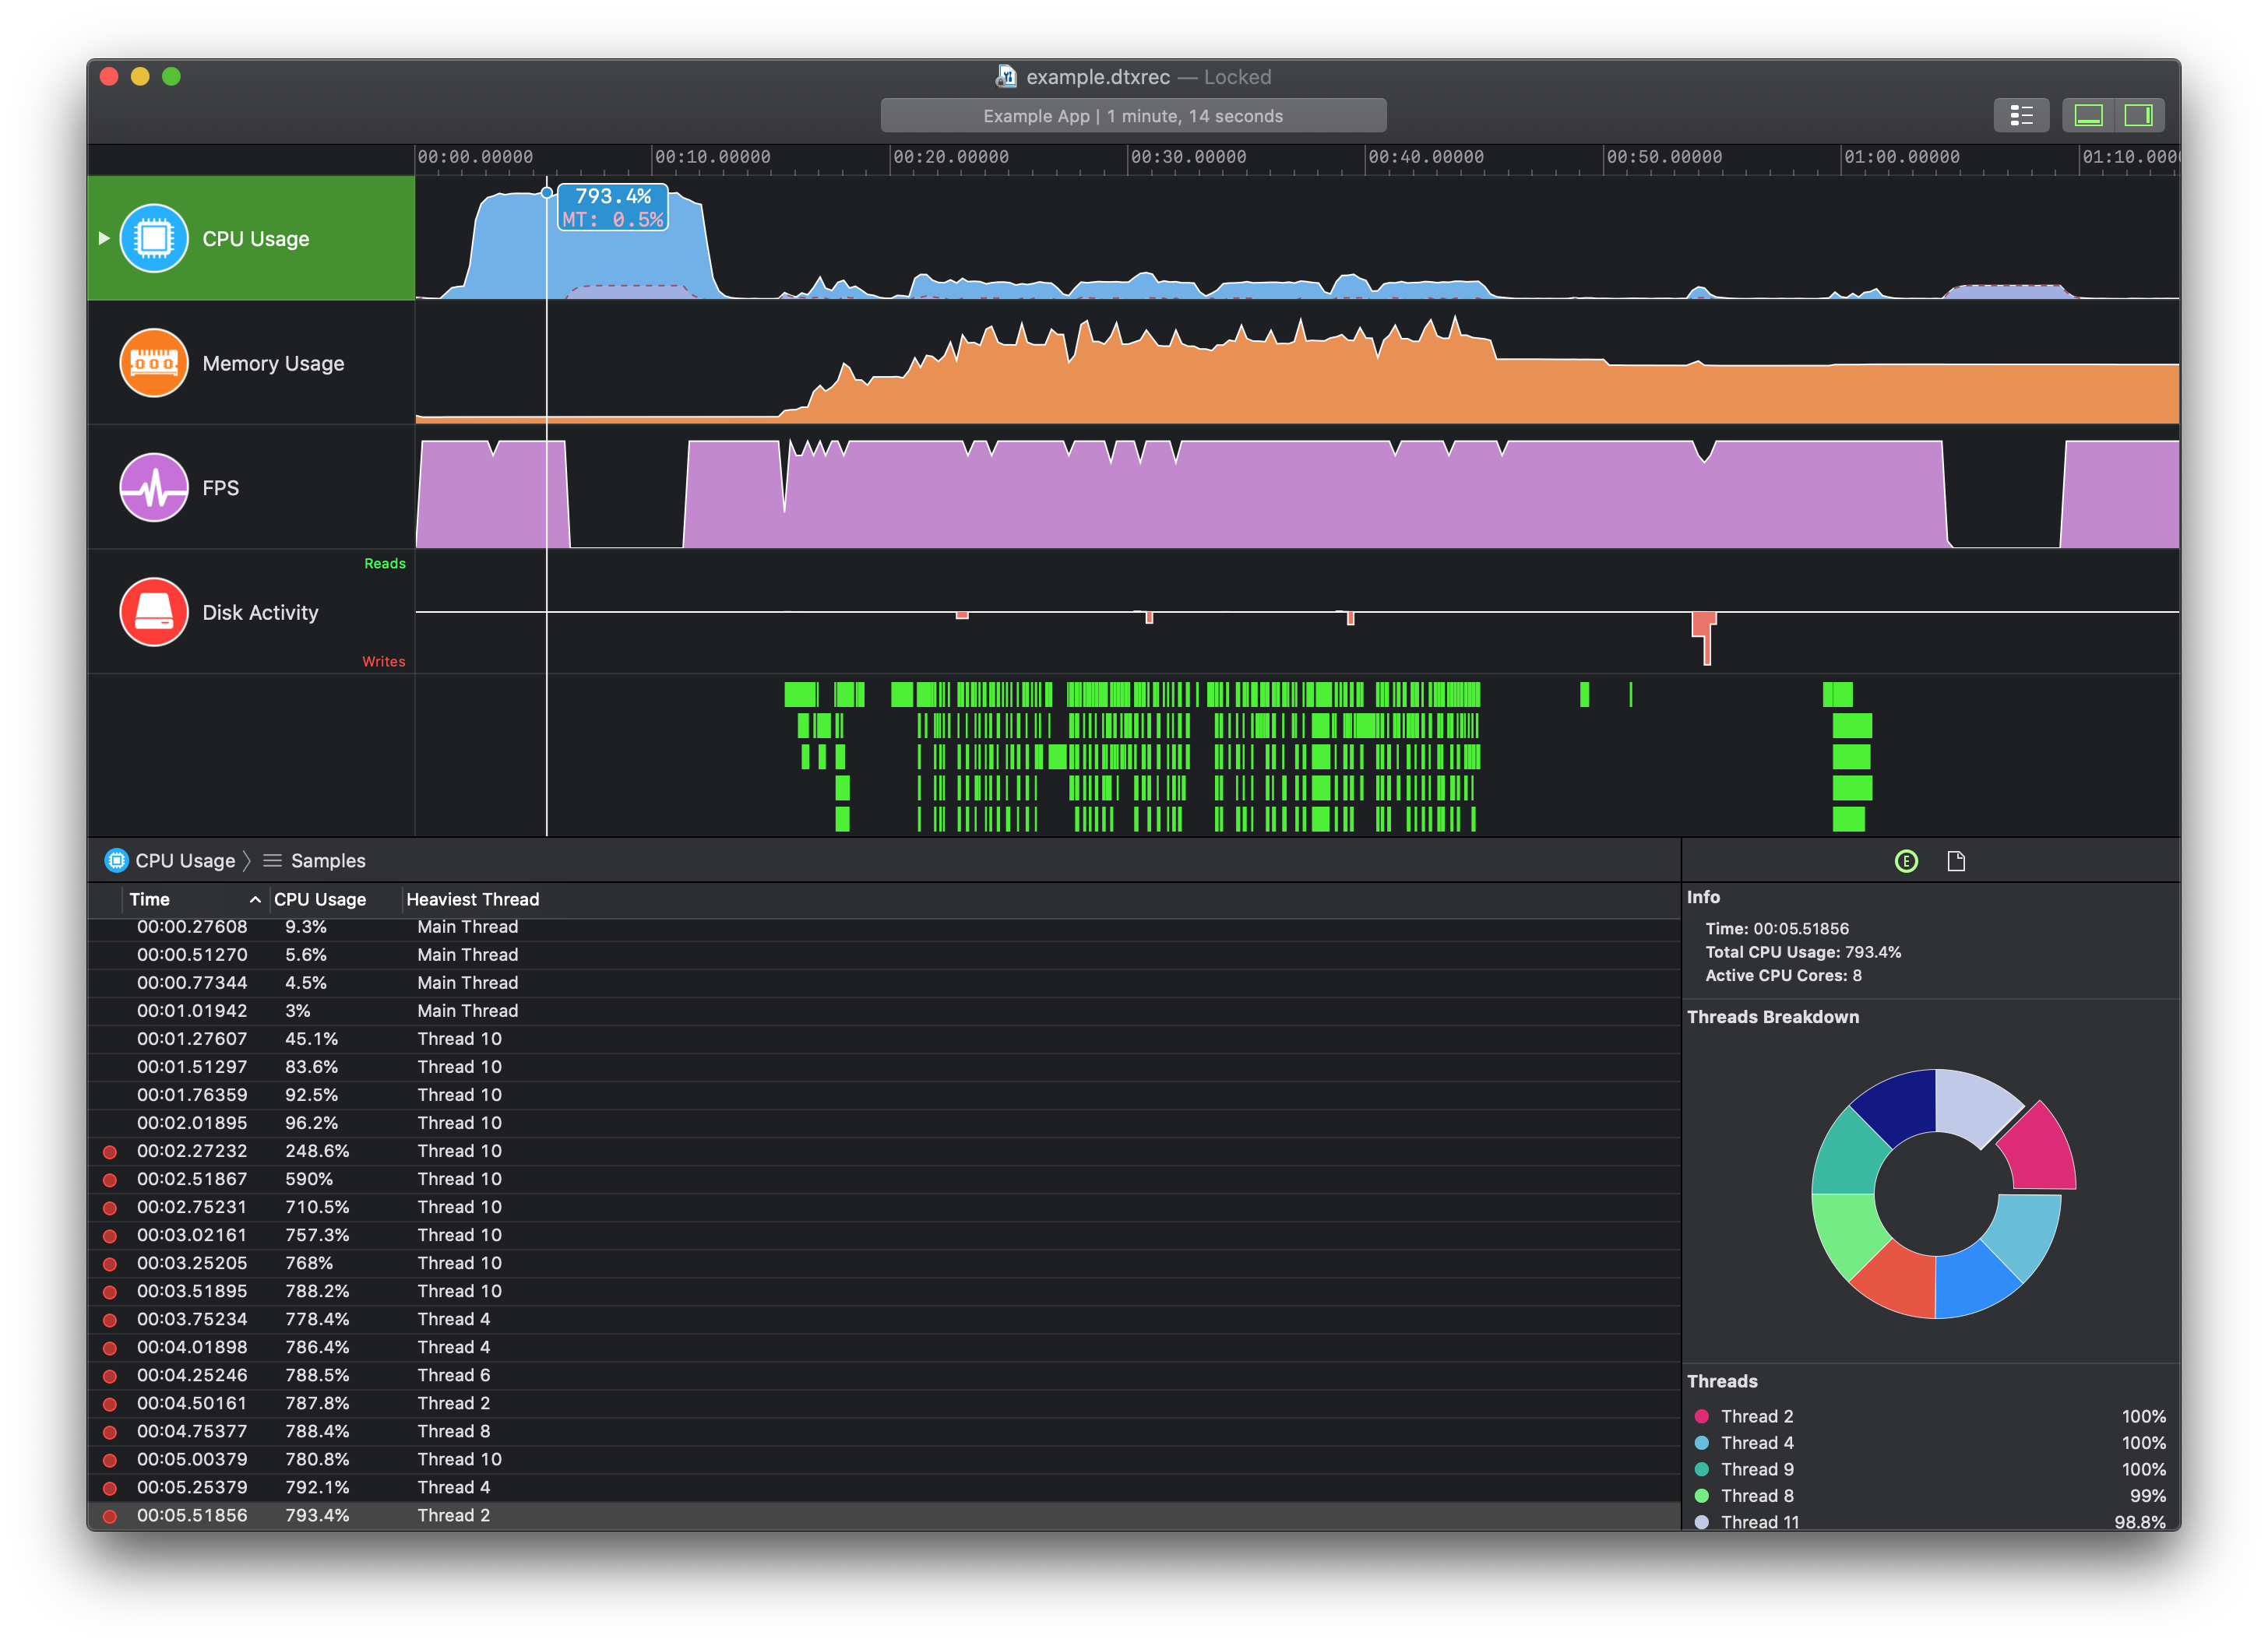 example.dtxrec — Locked
Example App | 1 minute, 14 seconds
00:00.00000 00:10.00000 00:20.00000 00:30.00000 00:40.00000 00:50.00000 01:00.00000 01:10.0000
CPU Usage
793.4%
MT: 0.5%
Memory Usage
FPS
Reads
Disk Activity
Writes
CPU Usage Samples
Time CPU Usage Heaviest Thread
00:00.27608 9.3% Main Thread
00:00.51270 5.6% Main Thread
00:00.77344 4.5% Main Thread
00:01.01942 3% Main Thread
00:01.27607 45.1% Thread 10
00:01.51297 83.6% Thread 10
00:01.76359 92.5% Thread 10
00:02.01895 96.2% Thread 10
00:02.27232 248.6% Thread 10
00:02.51867 590% Thread 10
00:02.75231 710.5% Thread 10
00:03.02161 757.3% Thread 10
00:03.25205 768% Thread 10
00:03.51895 788.2% Thread 10
00:03.75234 778.4% Thread 4
00:04.01898 786.4% Thread 4
00:04.25246 788.5% Thread 6
00:04.50161 787.8% Thread 2
00:04.75377 788.4% Thread 8
00:05.00379 780.8% Thread 10
00:05.25379 792.1% Thread 4
00:05.51856 793.4% Thread 2
E
Info
Time: 00:05.51856
Total CPU Usage: 793.4%
Active CPU Cores: 8
Threads Breakdown
Threads
Thread 2 100%
Thread 4 100%
Thread 9 100%
Thread 8 99%
Thread 11 98.8%